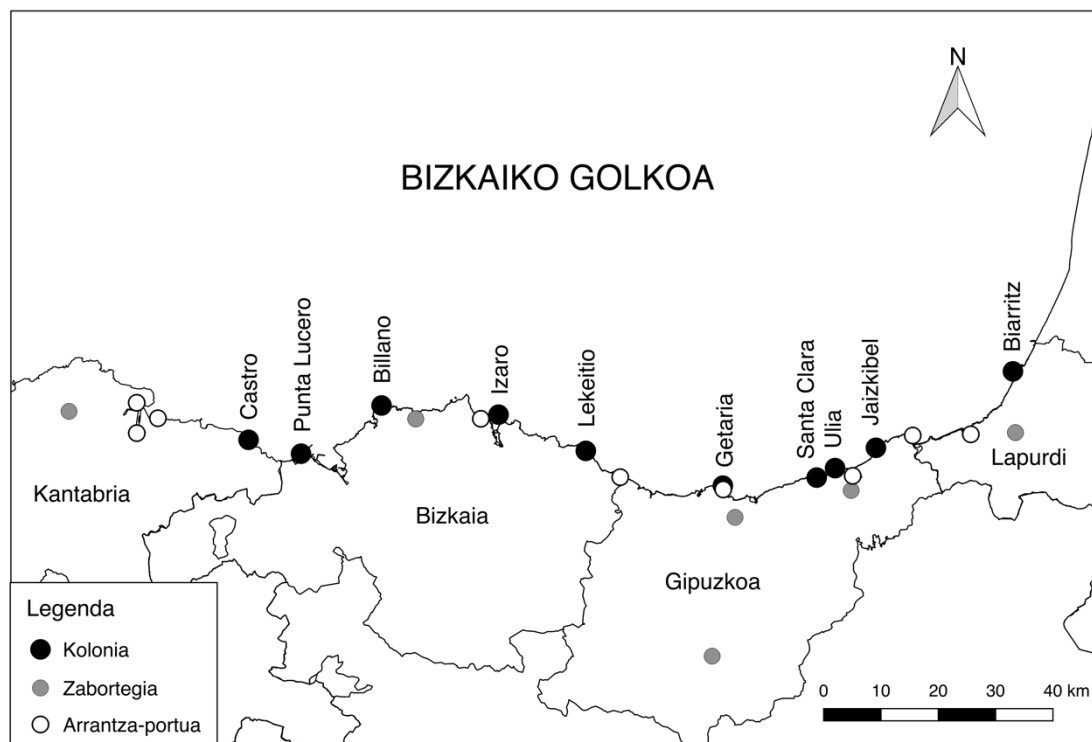 N
BIZKAIKO GOLKOA
Castro
Punta Lucero
Billano
Izaro
Lekeitio
Getaria
Santa Clara
Ulia
Jaizkibel
Biarritz
Kantabria
Bizkaia
Gipuzkoa
Lapurdi
Legenda
Kolonia
Zabortegia
Arrantza-portua
0 10 20 30 40 km